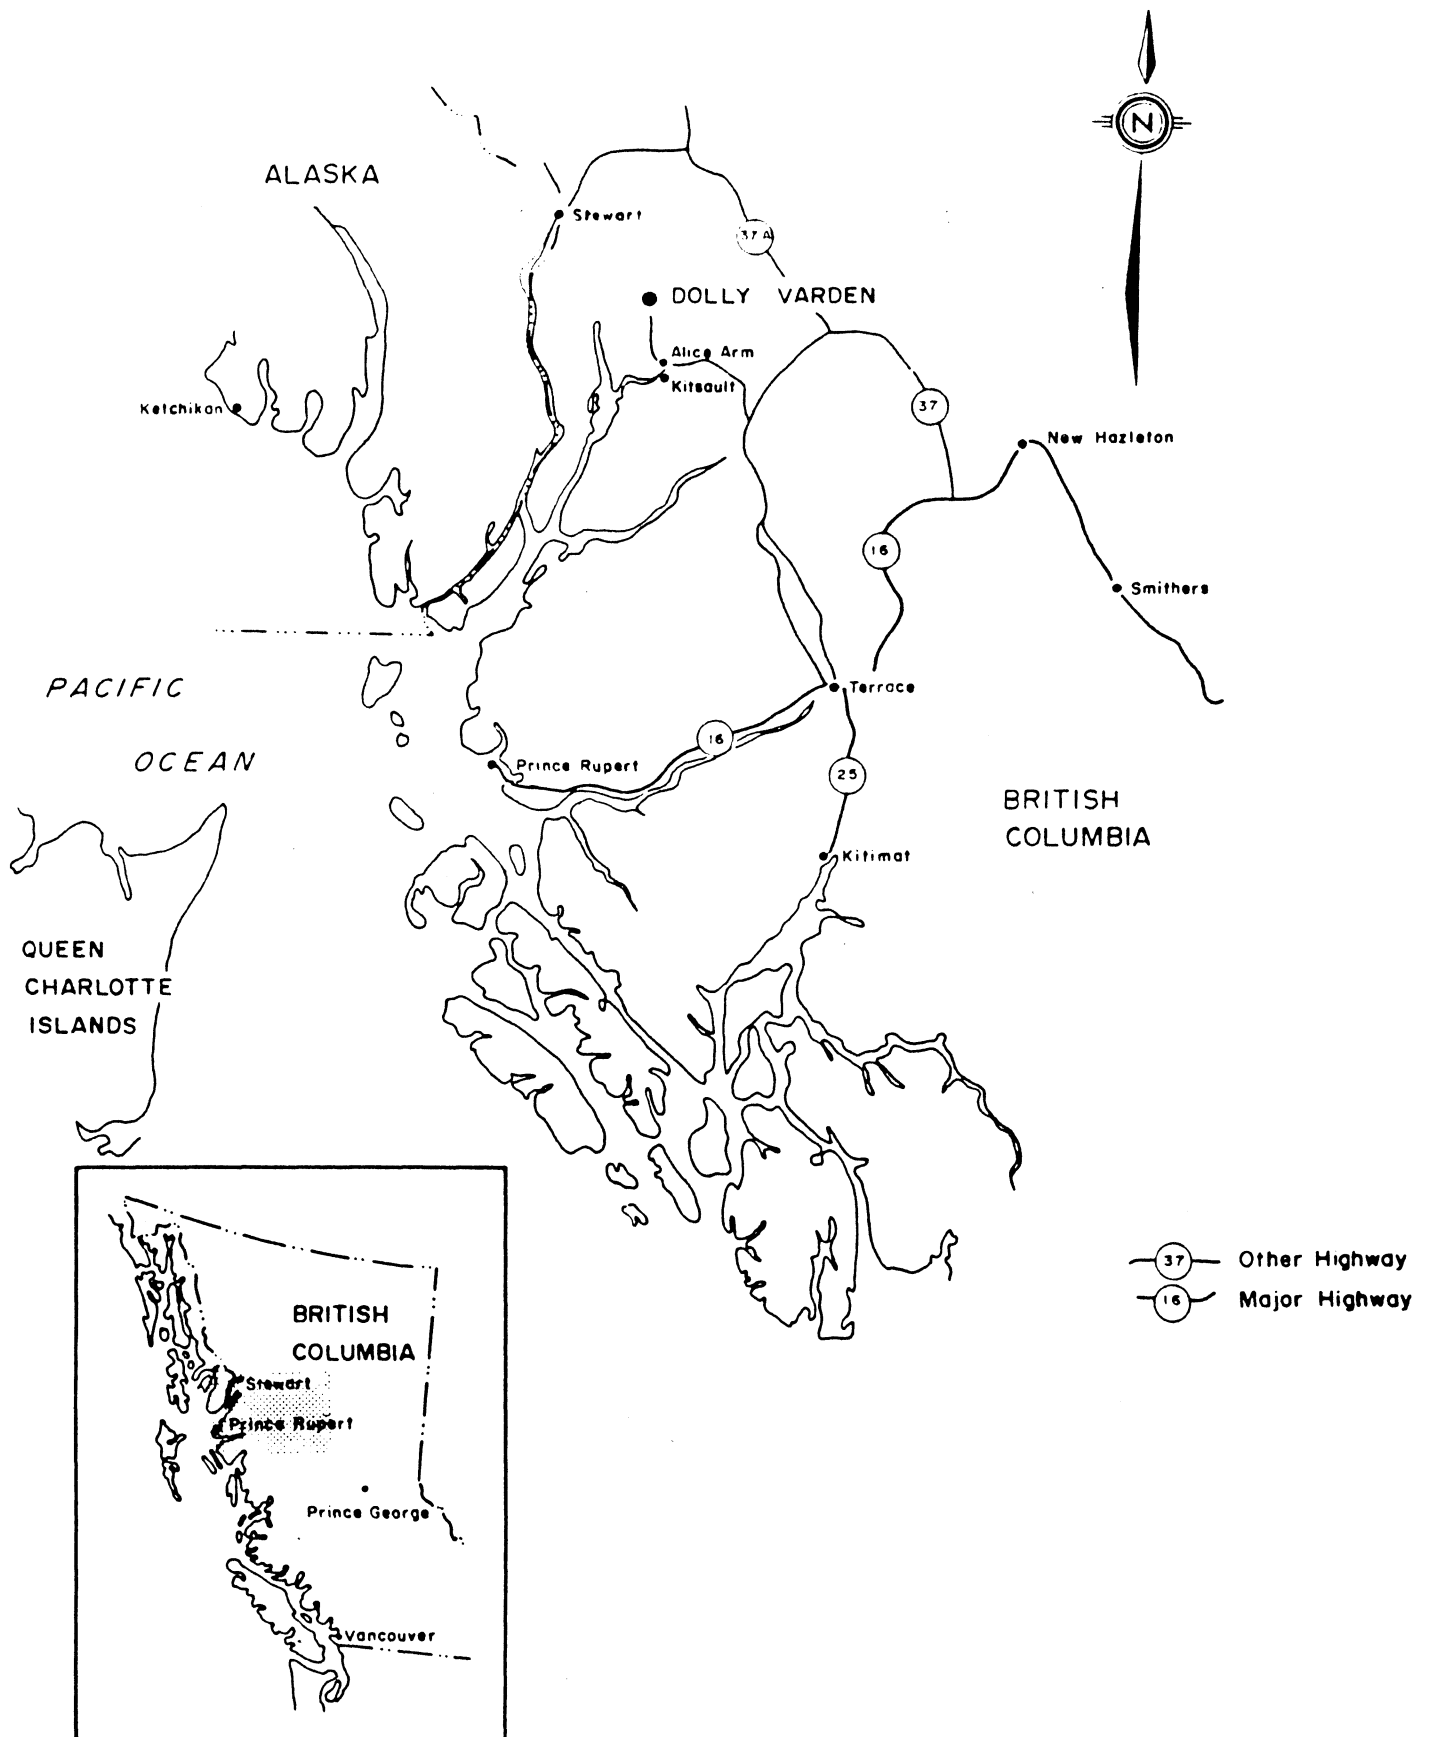 N
ALASKA
Stewart
37A
DOLLY VARDEN
Alice Arm
Kitsault
Ketchikan
37
New Hazleton
16
Smithers
PACIFIC
Terrace
16
OCEAN
Prince Rupert
25
BRITISH
COLUMBIA
Kitimat
QUEEN
CHARLOTTE
ISLANDS
37 Other Highway
16 Major Highway
BRITISH
COLUMBIA
Stewart
Prince Rupert
Prince George
Vancouver